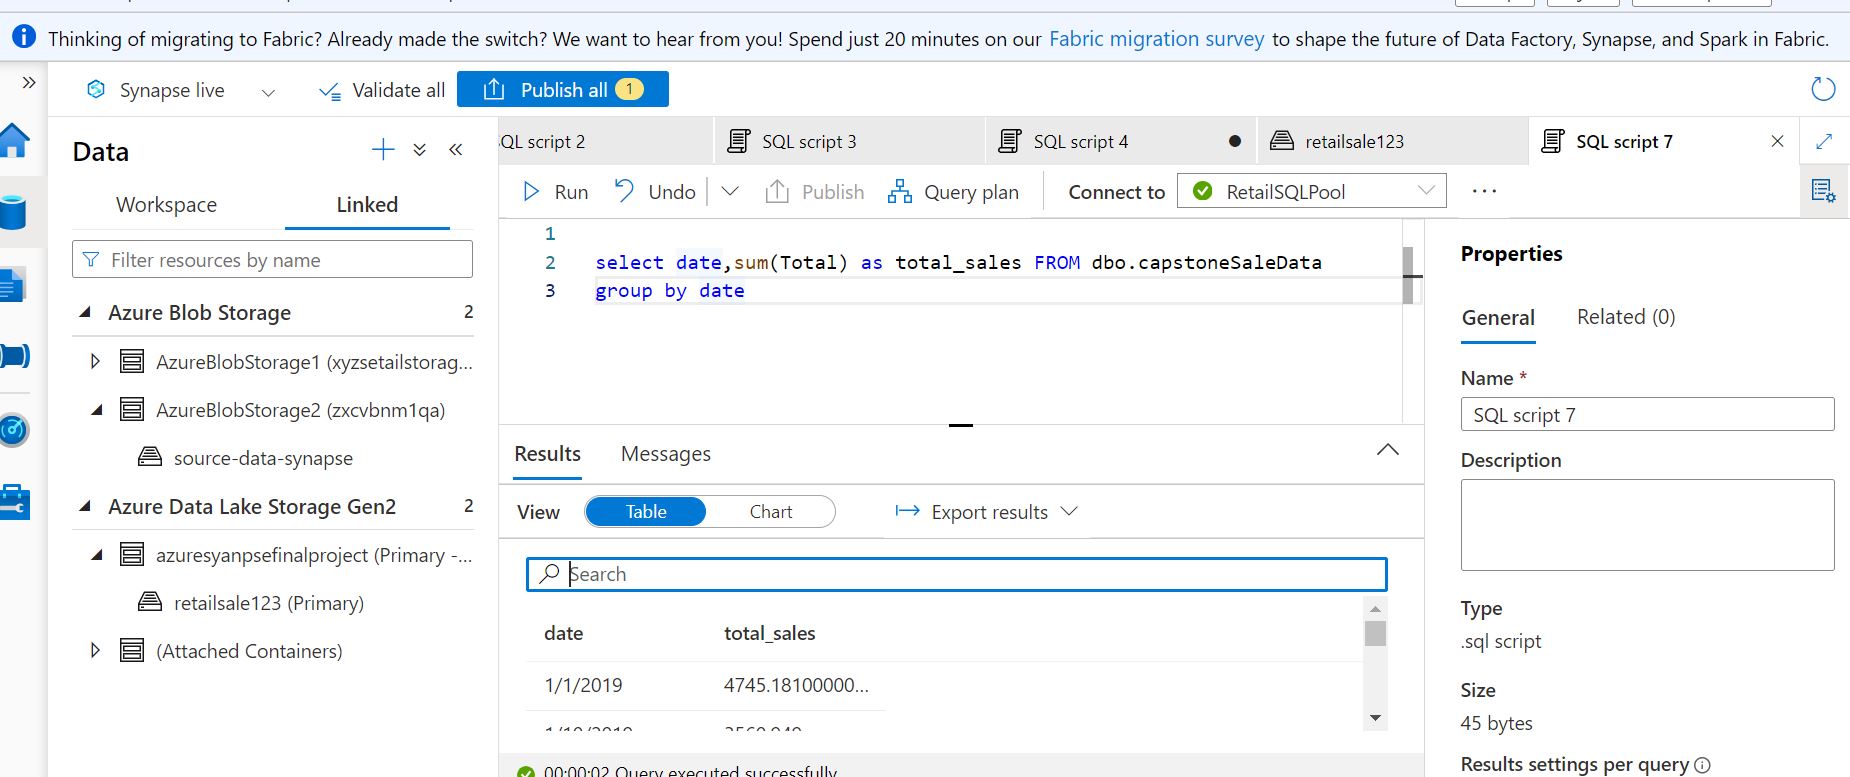 Thinking of migrating to Fabric? Already made the switch? We want to hear from you! Spend just 20 minutes on our Fabric migration survey to shape the future of Data Factory, Synapse, and Spark in Fabric.
Synapse live
Validate all
Publish all 1
Data
Workspace
Linked
Filter resources by name
Azure Blob Storage 2
AzureBlobStorage1 (xyzsetailstorag...
AzureBlobStorage2 (zxcvbnm1qa)
source-data-synapse
Azure Data Lake Storage Gen2 2
azuresyanpsefinalproject (Primary -...
retailsale123 (Primary)
(Attached Containers)
SQL script 2
SQL script 3
SQL script 4
retailsale123
SQL script 7
Run
Undo
Publish
Query plan
Connect to
RetailSQLPool
1
2 select date,sum(Total) as total_sales FROM dbo.capstoneSaleData
3 group by date
Results
Messages
View
Table
Chart
Export results
Search
date total_sales
1/1/2019 4745.18100000...
00:00:02 Query executed successfully
Properties
General
Related (0)
Name *
SQL script 7
Description
Type
.sql script
Size
45 bytes
Results settings per query